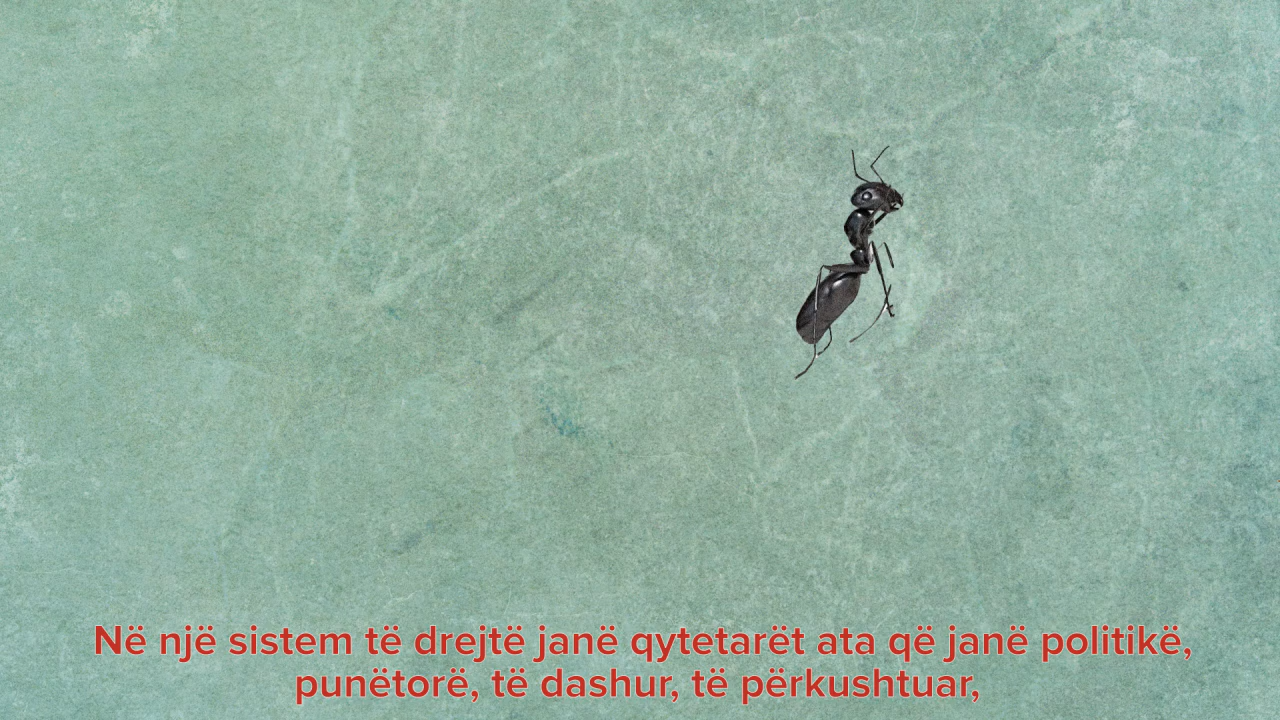 Në një sistem të drejtë janë qytetarët ata që janë politikë,
punëtorë, të dashur, të përkushtuar,